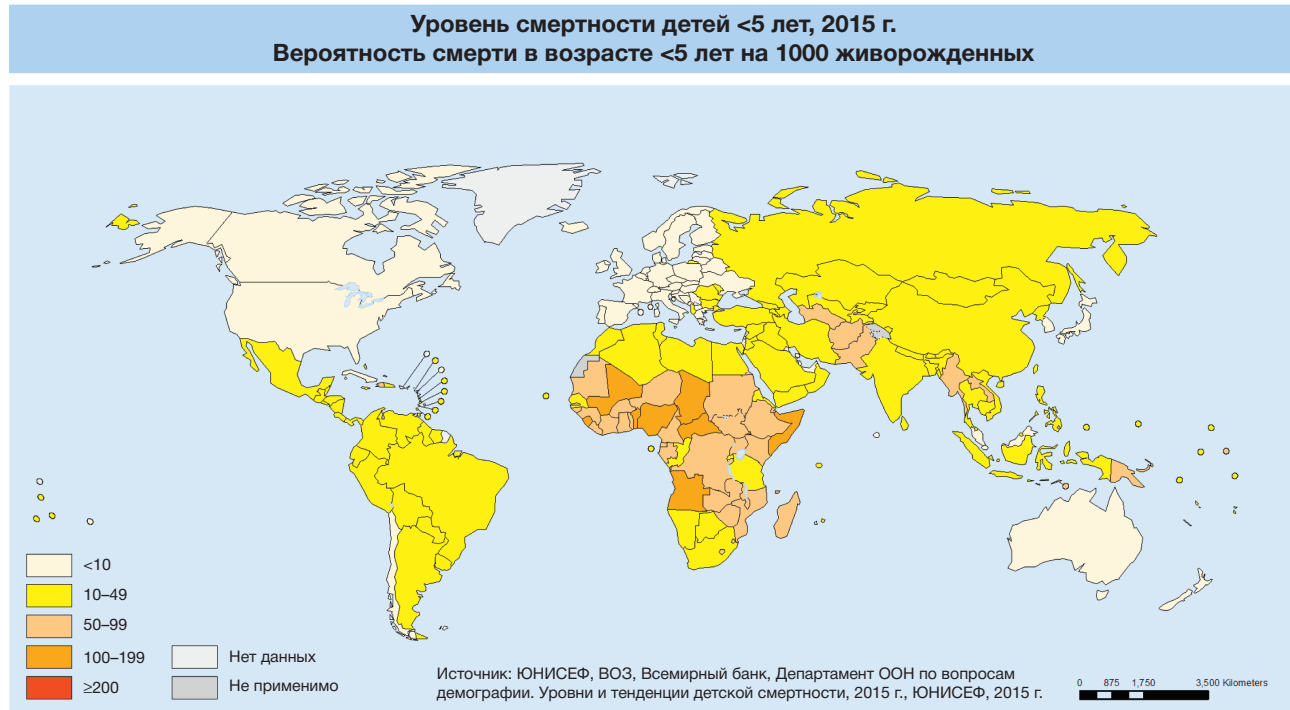 Уровень смертности детей <5 лет, 2015 г.
Вероятность смерти в возрасте <5 лет на 1000 живорожденных
<10
10–49
50–99
100–199
≥200
Нет данных
Не применимо
Источник: ЮНИСЕФ, ВОЗ, Всемирный банк, Департамент ООН по вопросам
демографии. Уровни и тенденции детской смертности, 2015 г., ЮНИСЕФ, 2015 г.
0 875 1,750 3,500 Kilometers